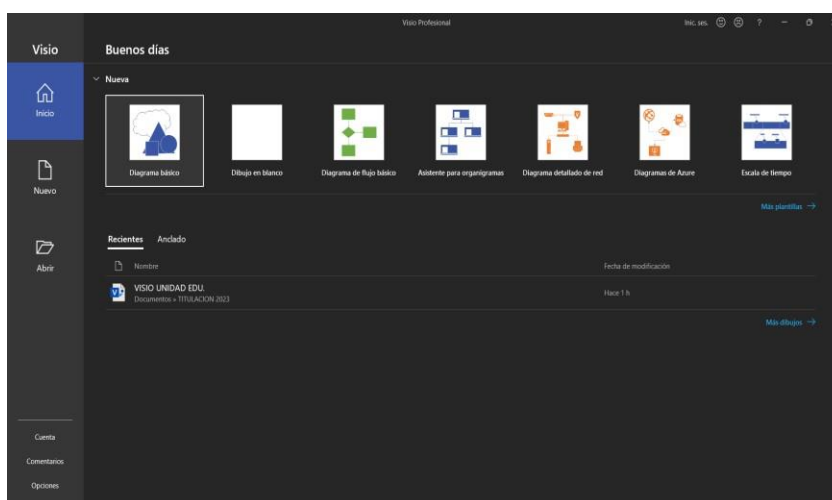 Visio Profesional
Inic. ses.
?
Visio
Buenos días
Nueva
Inicio
Diagrama básico
Dibujo en blanco
Diagrama de flujo básico
Asistente para organigramas
Diagrama detallado de red
Diagramas de Azure
Escala de tiempo
Nuevo
Más plantillas →
Recientes
Anclado
Abrir
Nombre
Fecha de modificación
VISIO UNIDAD EDU.
Hace 1 h
Documentos » TITULACION 2023
Más dibujos →
Cuenta
Comentarios
Opciones